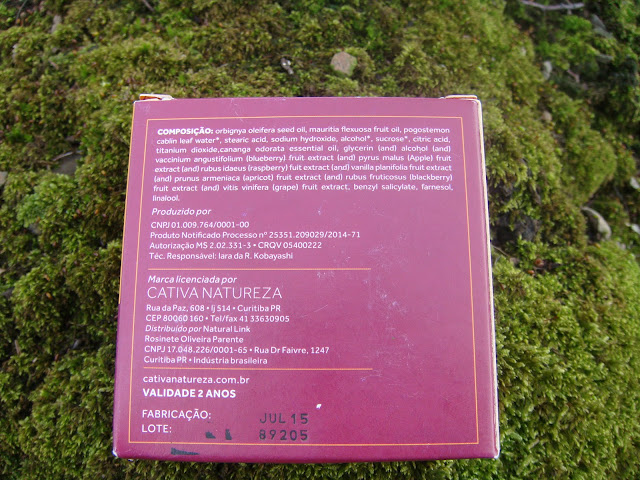 COMPOSIÇÃO: orbignya oleifera seed oil, mauritia flexuosa fruit oil, pogostemon
cablin leaf water*, stearic acid, sodium hydroxide, alcohol*, sucrose*, citric acid,
titanium dioxide,cananga odorata essential oil, glycerin (and) alcohol (and)
vaccinium angustifolium (blueberry) fruit extract (and) pyrus malus (Apple) fruit
extract (and) rubus idaeus (raspberry) fuit extract (and) vanilla planifolia fruit extract
(and) prunus armeniaca (apricot) fruit extract (and) rubus fruticosus (blackberry)
fruit extract (and) vitis vinifera (grape) fruit extract, benzyl salicylate, farnesol,
linalool.
Produzido por
CNPJ 01.009.764/0001-00
Produto Notificado Processo nº 25351.209029/2014-71
Autorização MS 2.02.331-3 • CRQV 05400222
Téc. Responsável: Iara da R. Kobayashi
Marca licenciada por
CATIVA NATUREZA
Rua da Paz, 608 • lj 514 • Curitiba PR
CEP 80060 160 • Tel/fax 41 33630905
Distribuído por Natural Link
Rosinete Oliveira Parente
CNPJ 17.048.226/0001-65 • Rua Dr Faivre, 1247
Curitiba PR • Indústria brasileira
cativanatureza.com.br
VALIDADE 2 ANOS
FABRICAÇÃO: JUL 15
LOTE: 89205